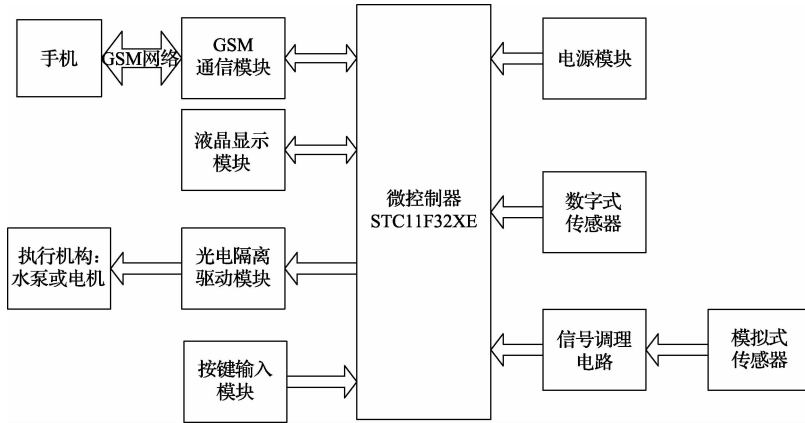 手机
GSM网络
GSM
通信模块
电源模块
液晶显示
模块
微控制器
STC11F32XE
数字式
传感器
执行机构：
水泵或电机
光电隔离
驱动模块
信号调理
电路
模拟式
传感器
按键输入
模块